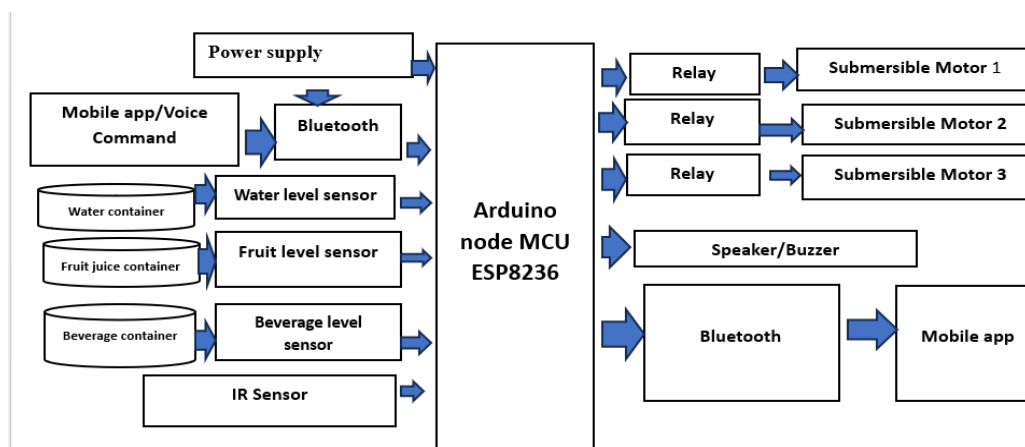 Power supply
Mobile app/Voice
Command
Bluetooth
Water level sensor
Water container
Fruit level sensor
Fruit juice container
Beverage level
sensor
Beverage container
IR Sensor
Arduino
node MCU
ESP8236
Relay
Submersible Motor 1
Relay
Submersible Motor 2
Relay
Submersible Motor 3
Speaker/Buzzer
Bluetooth
Mobile app